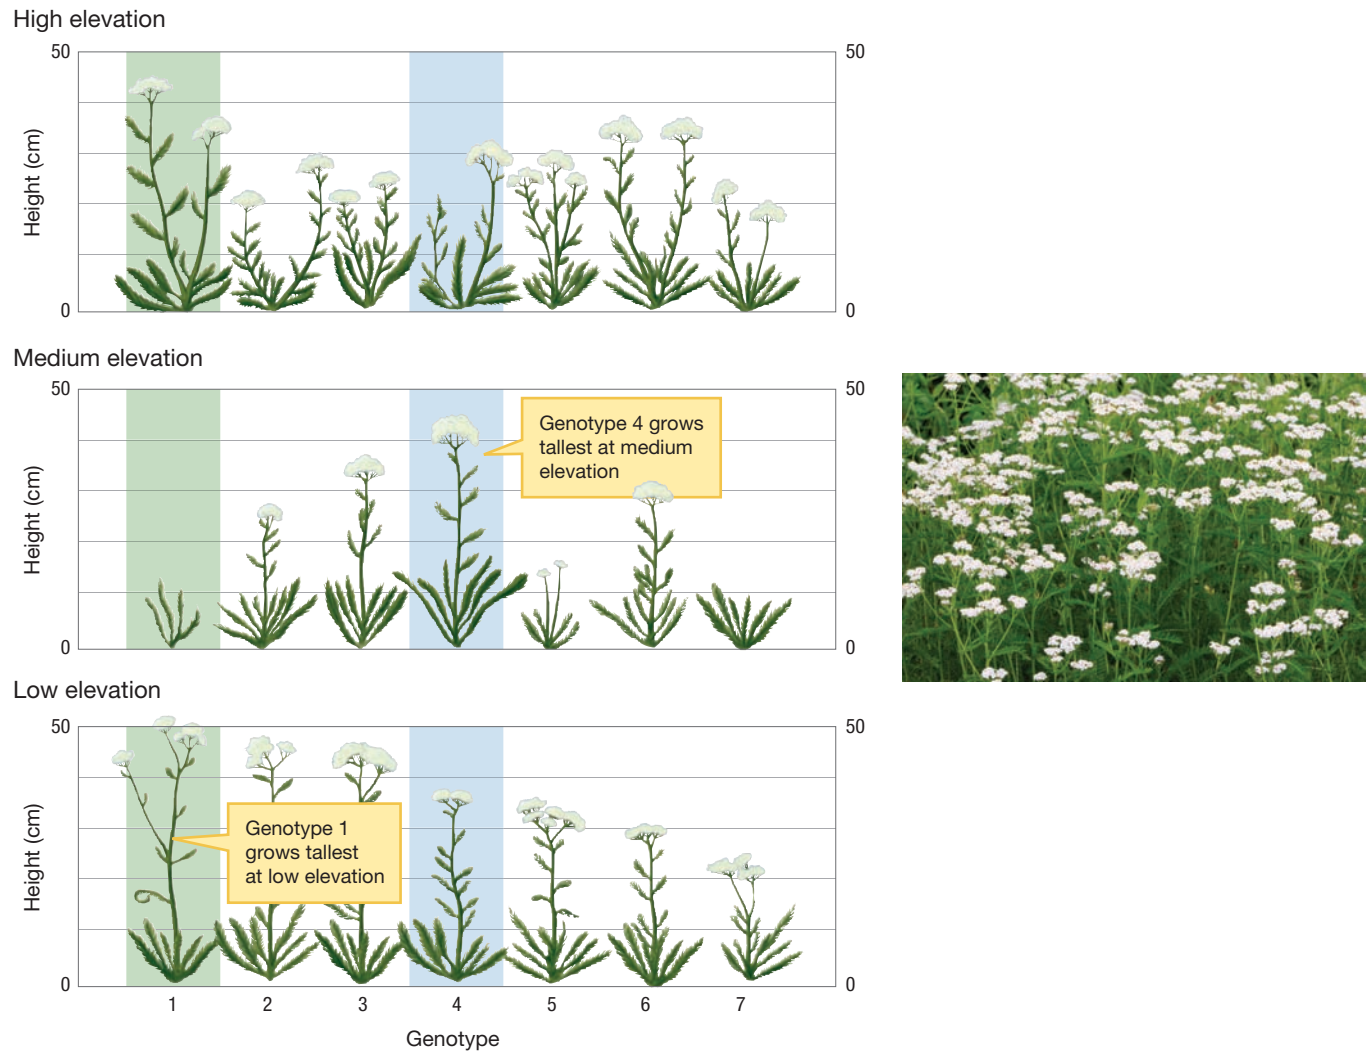 High elevation
50
50
Height (cm)
0
0
Medium elevation
50
50
Genotype 4 grows
tallest at medium
elevation
Height (cm)
0
0
Low elevation
50
50
Genotype 1
grows tallest
at low elevation
Height (cm)
0
0
1 2 3 4 5 6 7
Genotype